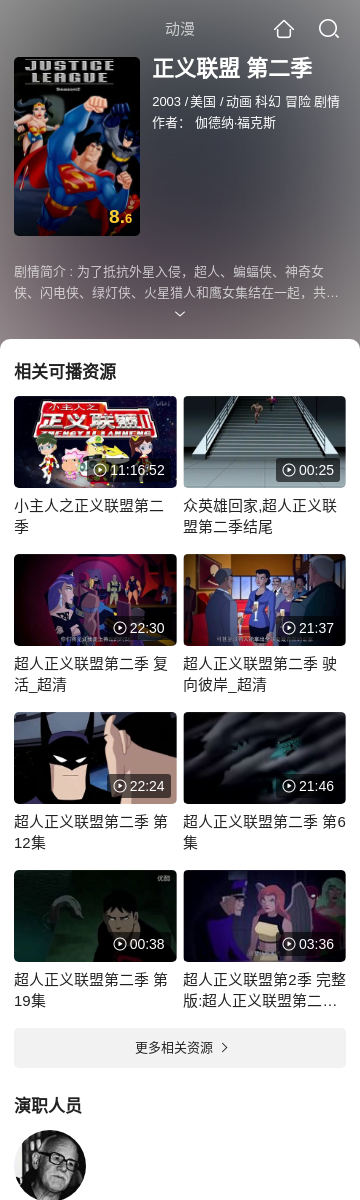 动漫
JUSTICE
LEAGUE
Season2
8.6
正义联盟 第二季
2003 /美国 /动画 科幻 冒险 剧情
作者： 伽德纳·福克斯
剧情简介 : 为了抵抗外星入侵，超人、蝙蝠侠、神奇女
侠、闪电侠、绿灯侠、火星猎人和鹰女集结在一起，共…
相关可播资源
小主人之
正义联盟II
11:16:52
00:25
小主人之正义联盟第二
季
众英雄回家,超人正义联
盟第二季结尾
22:30
21:37
超人正义联盟第二季 复
活_超清
超人正义联盟第二季 驶
向彼岸_超清
22:24
21:46
超人正义联盟第二季 第
12集
超人正义联盟第二季 第6
集
优酷
00:38
03:36
超人正义联盟第二季 第
19集
超人正义联盟第2季 完整
版:超人正义联盟第二…
更多相关资源
演职人员